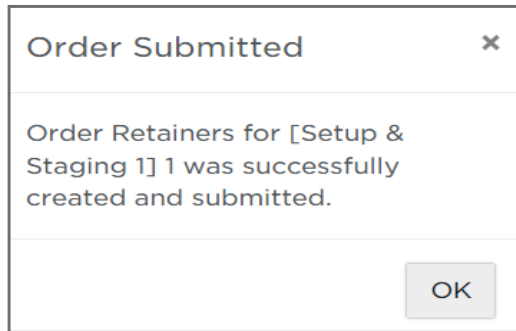 Order Submitted ×
Order Retainers for [Setup &
Staging 1] 1 was successfully
created and submitted.
OK